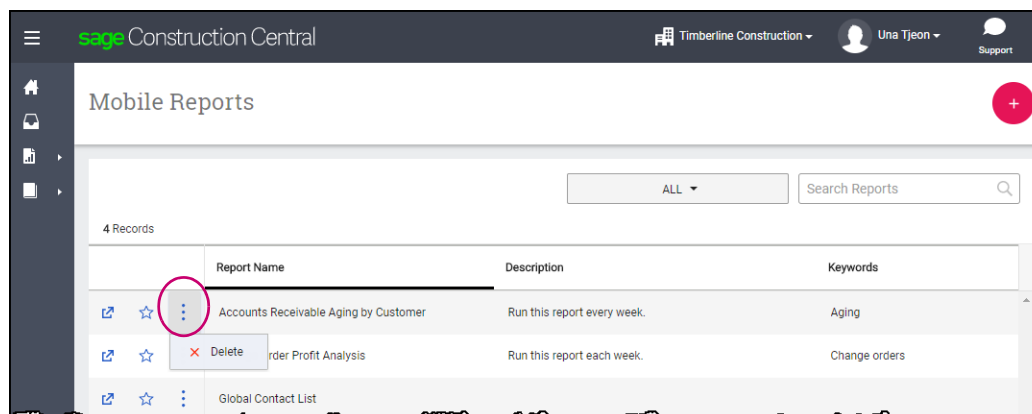 sage Construction Central
Timberline Construction
Una Tjeon
Support
Mobile Reports
+
ALL
Search Reports
4 Records
Report Name Description Keywords
Accounts Receivable Aging by Customer Run this report every week. Aging
Delete
rder Profit Analysis Run this report each week. Change orders
Global Contact List